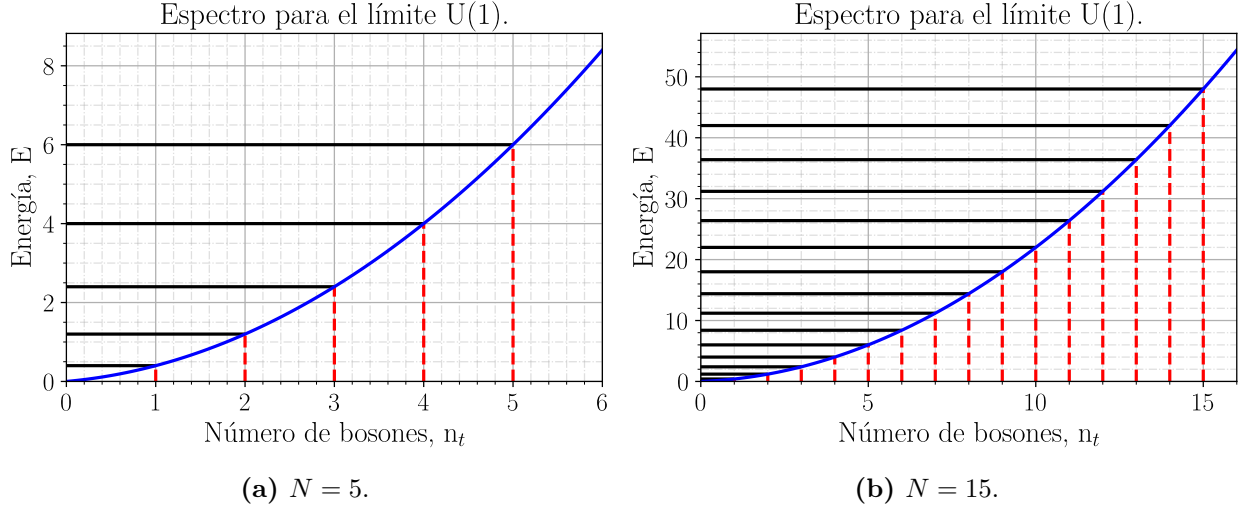 Espectro para el límite U(1).
Energía, E
8
6
4
2
0
0 1 2 3 4 5 6
Número de bosones, n_t
(a) N = 5.
Espectro para el límite U(1).
Energía, E
50
40
30
20
10
0
0 5 10 15
Número de bosones, n_t
(b) N = 15.